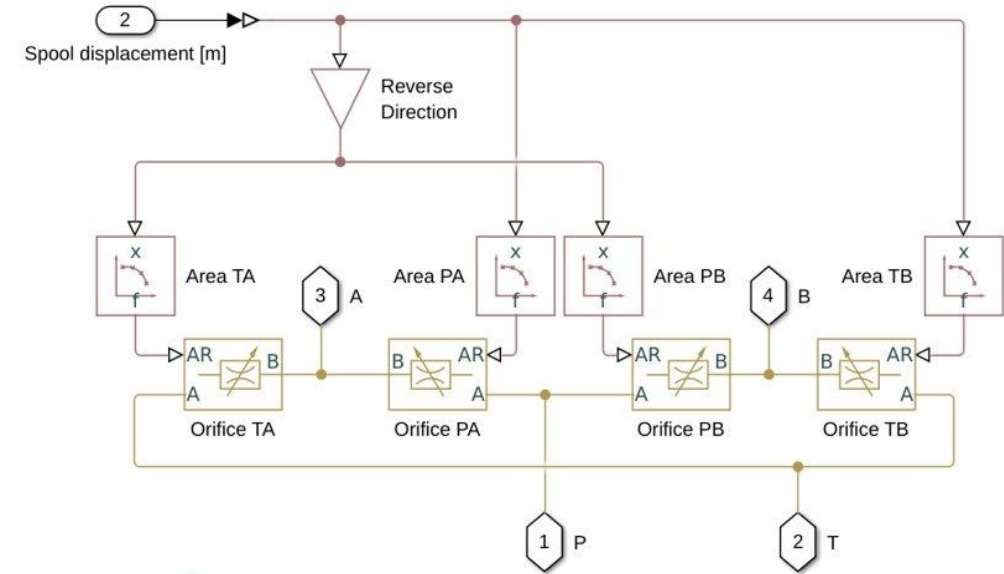 2
Spool displacement [m]
Reverse
Direction
x
f
Area TA
3
A
Area PA
x
f
x
f
Area PB
4
B
Area TB
x
f
AR
B
A
Orifice TA
B
AR
A
Orifice PA
AR
B
A
Orifice PB
B
AR
A
Orifice TB
1
P
2
T